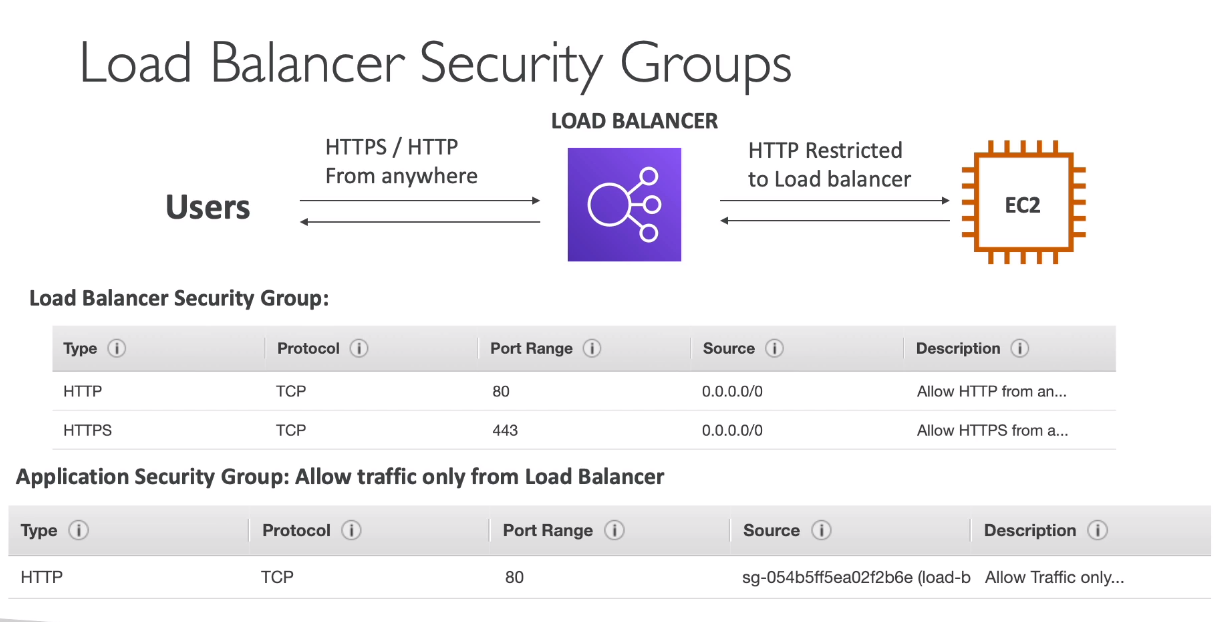 Load Balancer Security Groups
LOAD BALANCER
HTTPS / HTTP
From anywhere
HTTP Restricted
to Load balancer
Users
EC2
Load Balancer Security Group:
Type Protocol Port Range Source Description
HTTP TCP 80 0.0.0.0/0 Allow HTTP from an...
HTTPS TCP 443 0.0.0.0/0 Allow HTTPS from a...
Application Security Group: Allow traffic only from Load Balancer
Type Protocol Port Range Source Description
HTTP TCP 80 sg-054b5ff5ea02f2b6e (load-b Allow Traffic only...